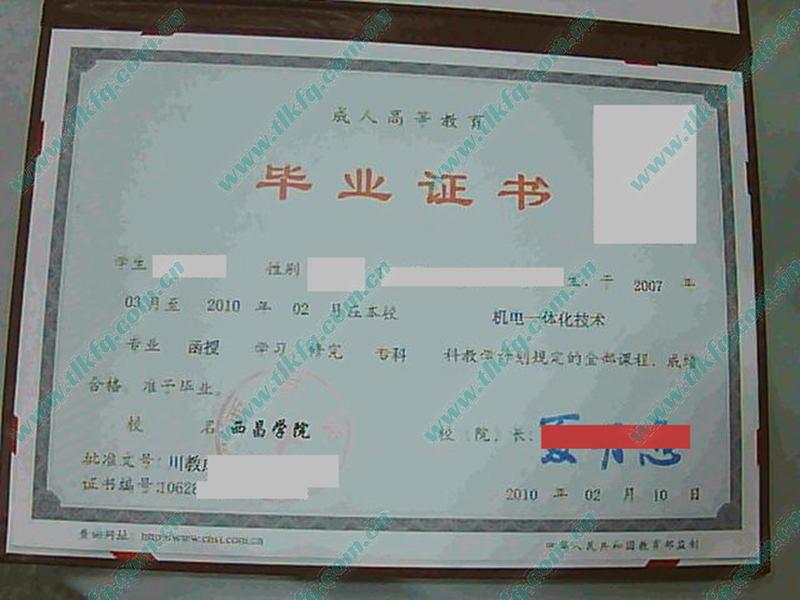 成人高等教育
毕业证书
学生 性别 生,于 2007 年
03 月至 2010 年 02 月在本校 机电一体化技术
专业 函授 学习 修完 专科 科教学计划规定的全部课程,成绩
合格,准予毕业。
校 名 西昌学院 校(院)长:
批准文号:川教
证书编号:10628
2010 年 02 月 10 日
查询网址:http://www.chsi.com.cn 中华人民共和国教育部监制
www.tlkfq.com.cn